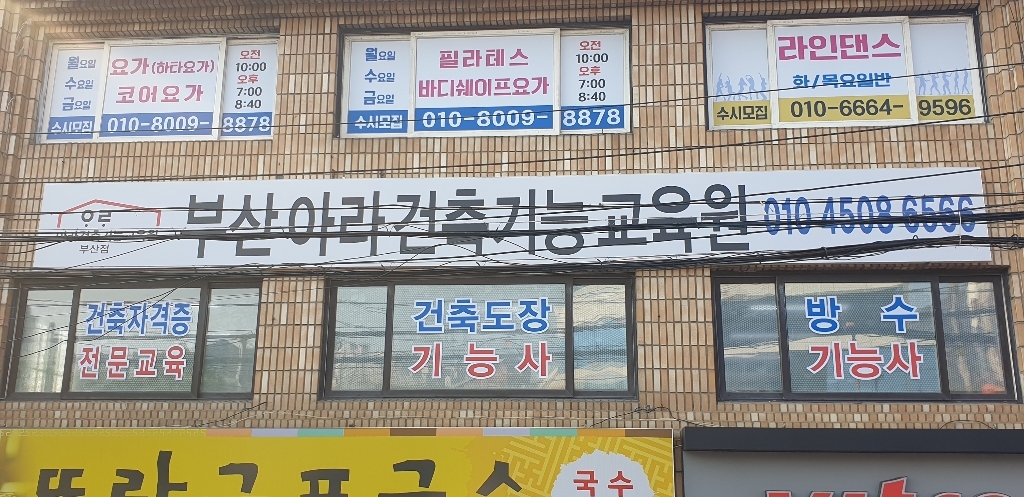 월요일
수요일
금요일
수시모집
요가(하타요가)
코어요가
오전
10:00
오후
7:00
8:40
010-8009-8878
월요일
수요일
금요일
수시모집
필라테스
바디쉐이프요가
오전
10:00
오후
7:00
8:40
010-8009-8878
라인댄스
화/목요일반
수시모집
010-6664-9596
부산점
부산아라건축기능교육원 010 4508 6566
건축자격증
전문교육
건축도장
기능사
방 수
기능사
국수